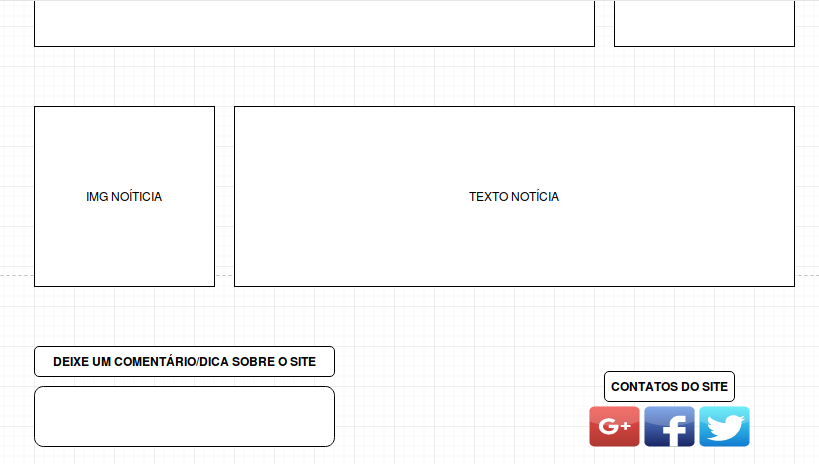 IMG NOÍTICIA
TEXTO NOTÍCIA
DEIXE UM COMENTÁRIO/DICA SOBRE O SITE
CONTATOS DO SITE
G+ f